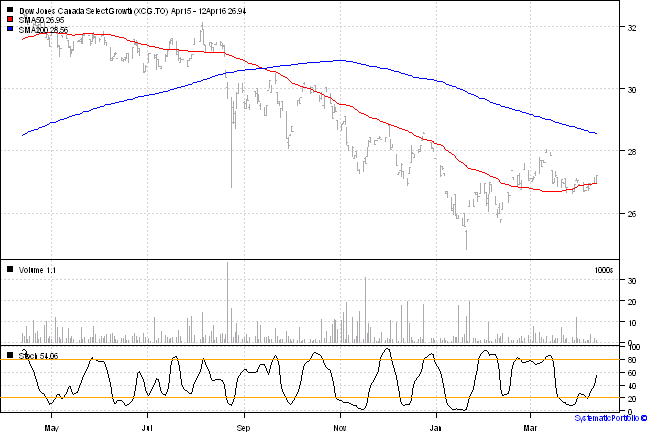 Dow Jones Canada Select Growth (XCG.TO) Apr15 - 12Apr16 26.94
SMA50 26.95
SMA200 28.56
32
30
28
26
Volume 1:1
1000s
30
20
10
0
Stoch 54.06
100
80
60
40
20
0
May Jul Sep Nov Jan Mar
SystematicPortfolio ©